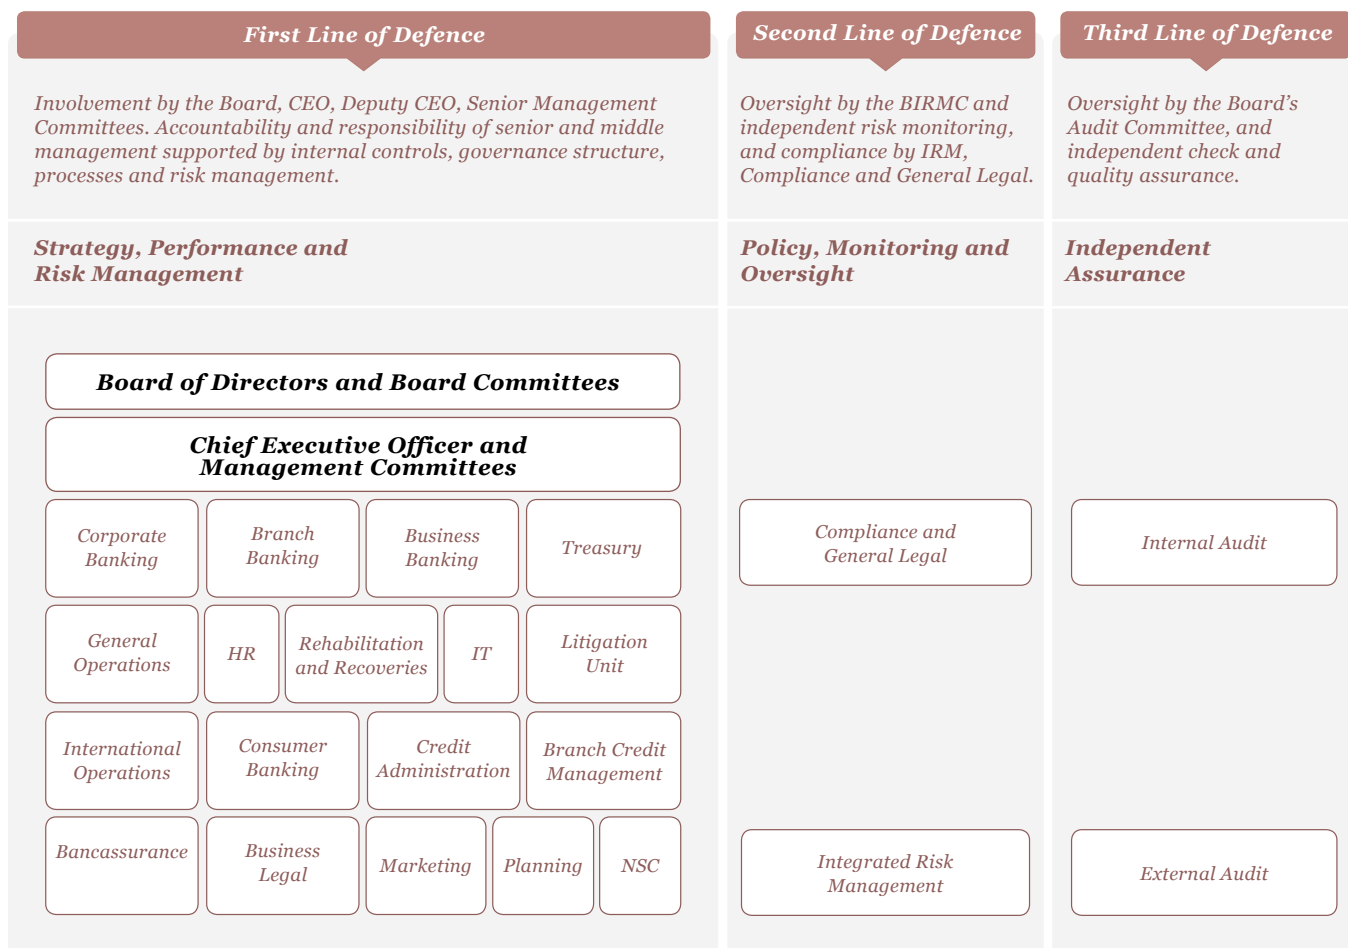 First Line of Defence
Second Line of Defence
Third Line of Defence
Involvement by the Board, CEO, Deputy CEO, Senior Management
Committees. Accountability and responsibility of senior and middle
management supported by internal controls, governance structure,
processes and risk management.
Oversight by the BIRMC and
independent risk monitoring,
and compliance by IRM,
Compliance and General Legal.
Oversight by the Board’s
Audit Committee, and
independent check and
quality assurance.
Strategy, Performance and
Risk Management
Policy, Monitoring and
Oversight
Independent
Assurance
Board of Directors and Board Committees
Chief Executive Officer and
Management Committees
Corporate
Banking
Branch
Banking
Business
Banking
Treasury
Compliance and
General Legal
Internal Audit
General
Operations
HR
Rehabilitation
and Recoveries
IT
Litigation
Unit
International
Operations
Consumer
Banking
Credit
Administration
Branch Credit
Management
Bancassurance
Business
Legal
Marketing
Planning
NSC
Integrated Risk
Management
External Audit